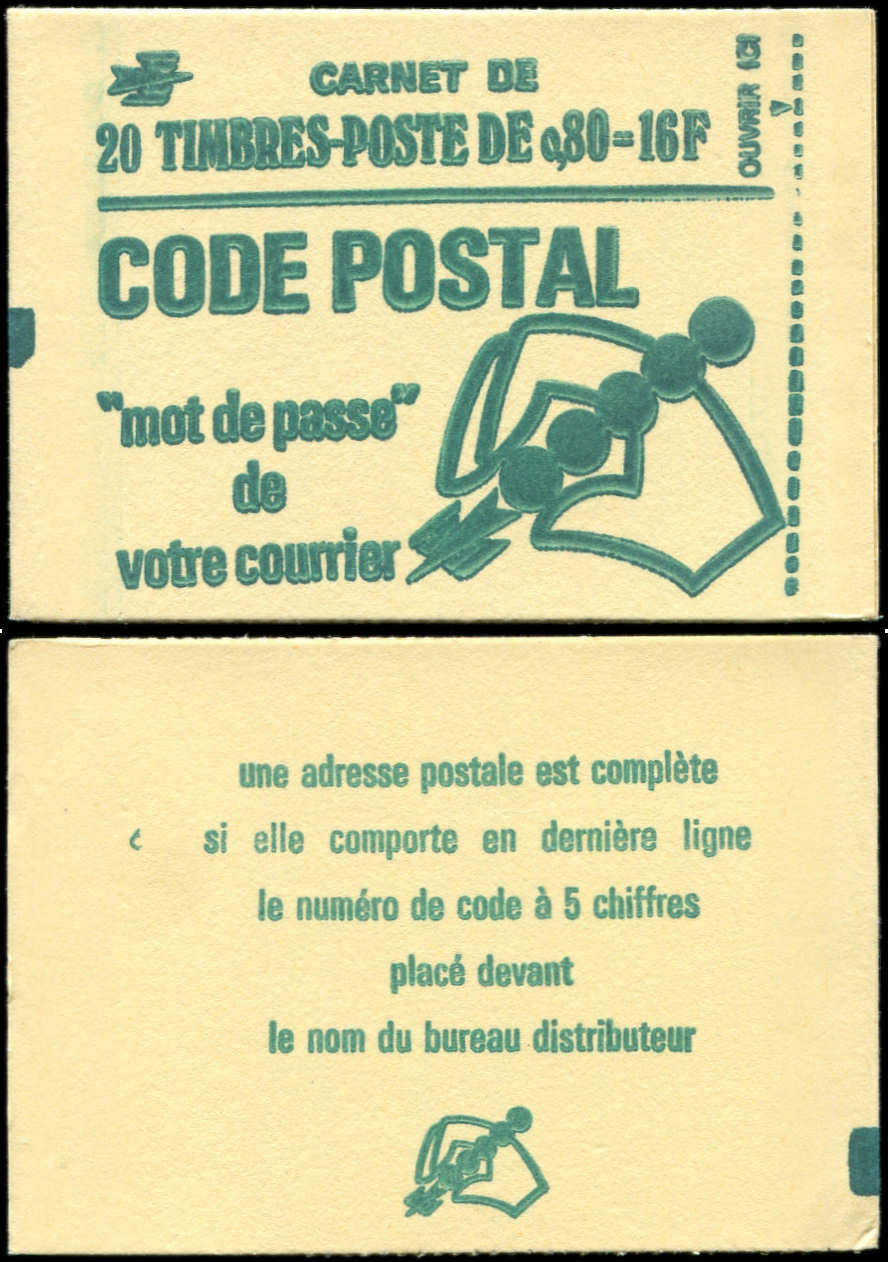 CARNET DE
20 TIMBRES-POSTE DE 0,80=16F
OUVRIR ICI
CODE POSTAL
"mot de passe"
de
votre courrier
une adresse postale est complète
si elle comporte en dernière ligne
le numéro de code à 5 chiffres
placé devant
le nom du bureau distributeur